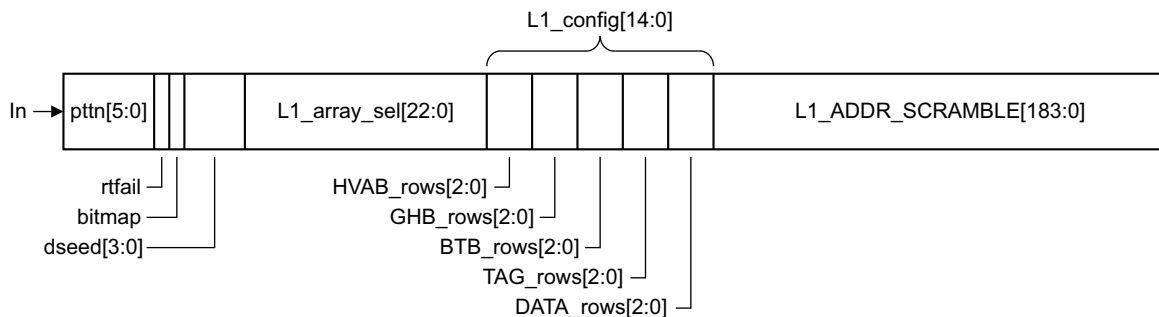 L1_config[14:0]
In
pttn[5:0]
L1_array_sel[22:0]
L1_ADDR_SCRAMBLE[183:0]
rtfail
bitmap
dseed[3:0]
HVAB_rows[2:0]
GHB_rows[2:0]
BTB_rows[2:0]
TAG_rows[2:0]
DATA_rows[2:0]